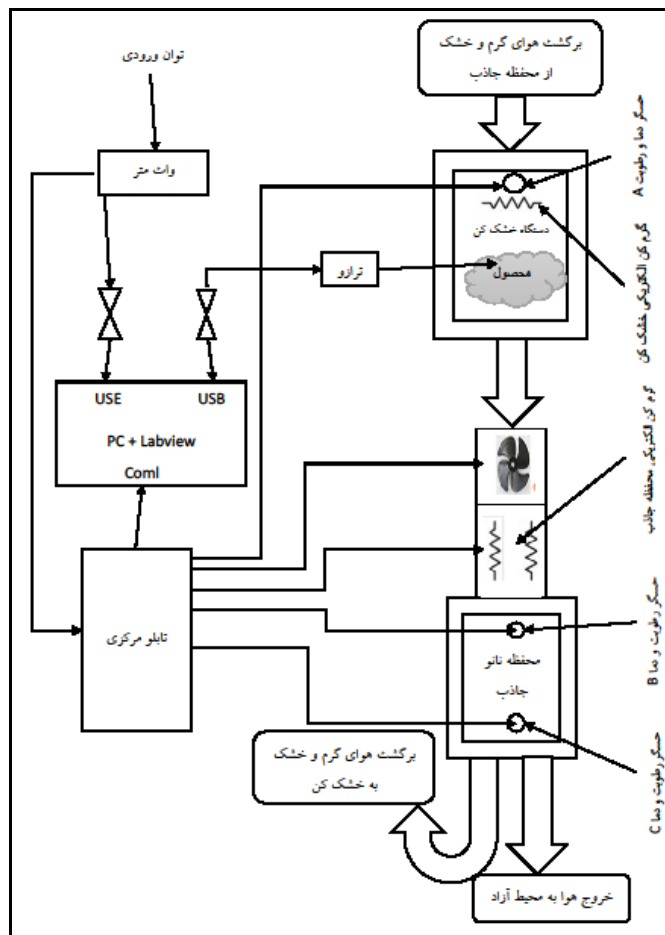 برگشت هوای گرم و خشک
از محفظه جاذب
توان ورودی
وات متر
حسگر دما و رطوبت A
دستگاه خشک کن
محصول
ترازو
گرم کن الکتریکی خشک کن
USE
USB
PC + Labview
Coml
گرم کن الکتریکی محفظه جاذب
تابلو مرکزی
حسگر رطوبت و دما B
محفظه نانو
جاذب
حسگر رطوبت و دما C
برگشت هوای گرم و خشک
به خشک کن
خروج هوا به محیط آزاد